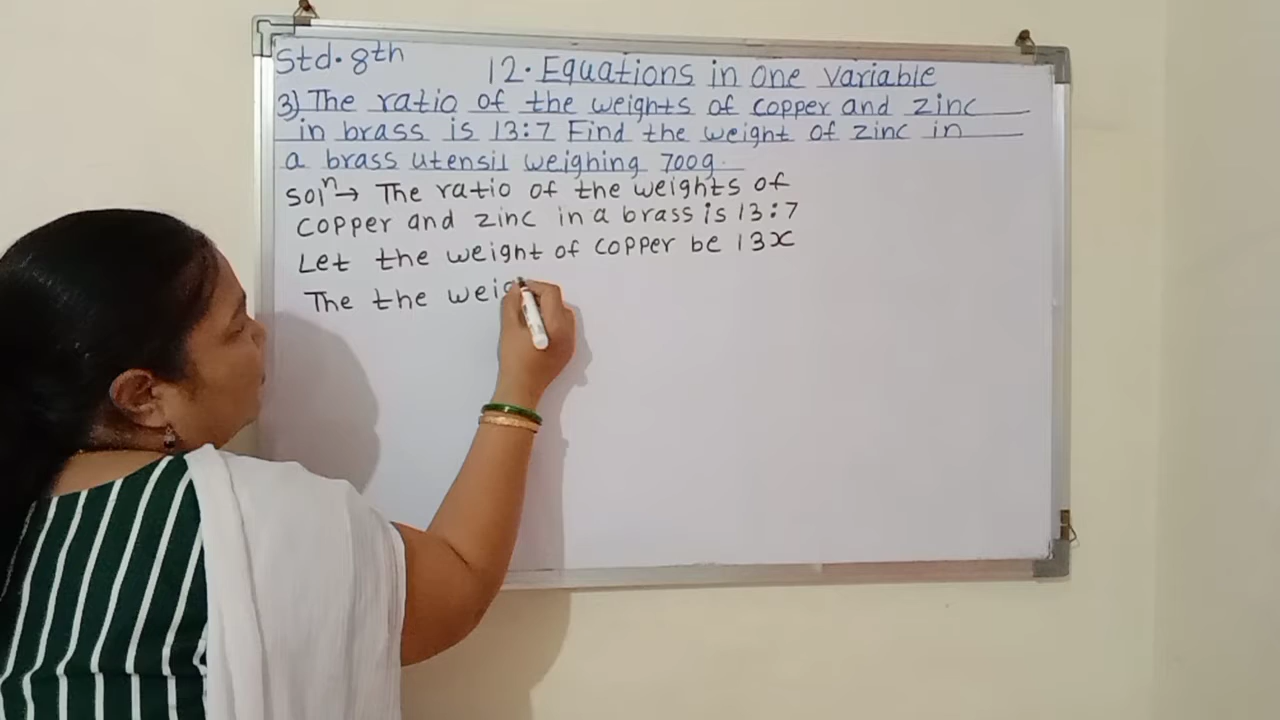 Std. 8th
12. Equations in one variable
3) The ratio of the weights of copper and zinc
in brass is 13:7 Find the weight of zinc in
a brass utensil weighing 700g.
Solⁿ→ The ratio of the weights of
copper and zinc in a brass is 13:7
Let the weight of copper be 13x
The the weig